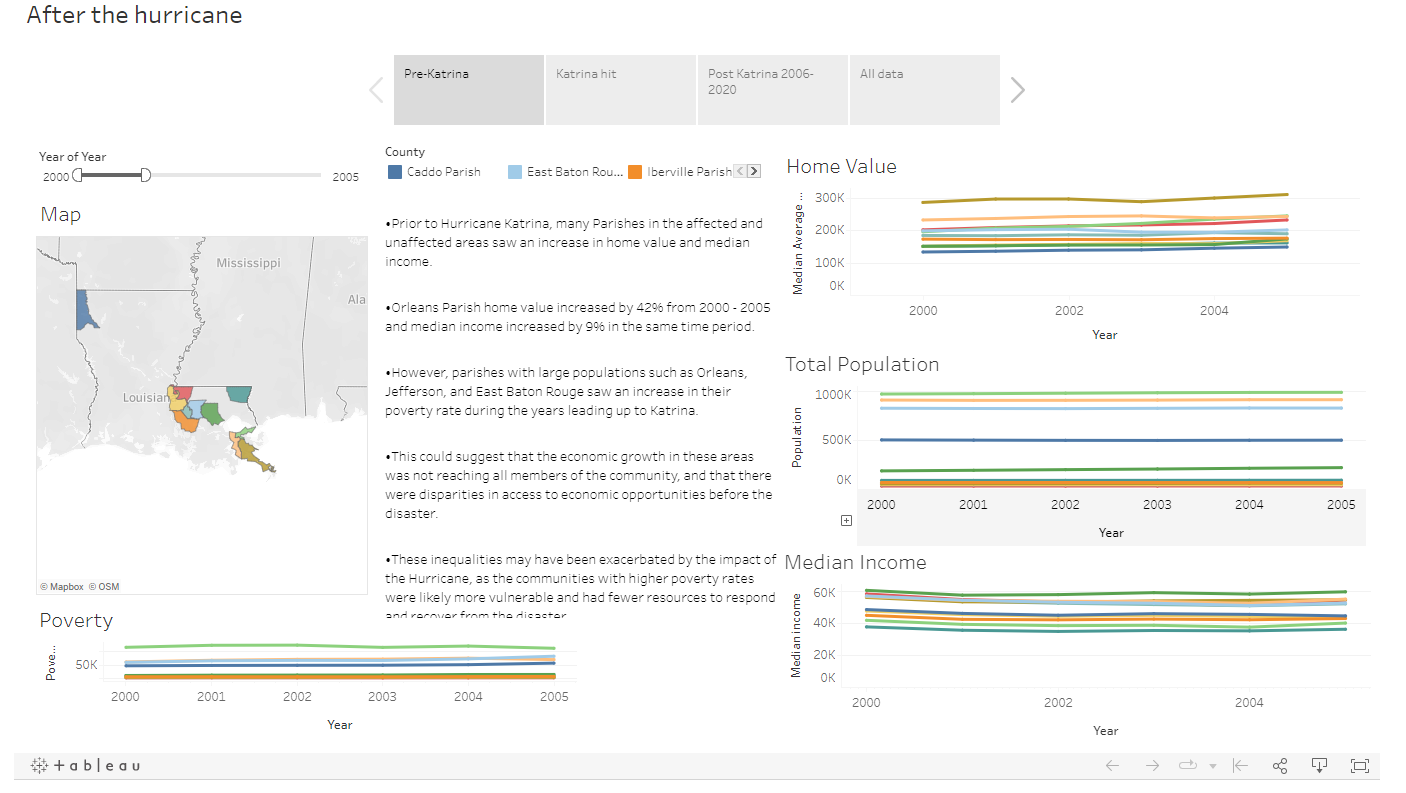 After the hurricane
Pre-Katrina
Katrina hit
Post Katrina 2006-
2020
All data
Year of Year
2000
2005
County
Caddo Parish
East Baton Rou...
Iberville Parish
Map
Mississippi
Ala
Louisian
© Mapbox © OSM
•Prior to Hurricane Katrina, many Parishes in the affected and
unaffected areas saw an increase in home value and median
income.
•Orleans Parish home value increased by 42% from 2000 - 2005
and median income increased by 9% in the same time period.
•However, parishes with large populations such as Orleans,
Jefferson, and East Baton Rouge saw an increase in their
poverty rate during the years leading up to Katrina.
•This could suggest that the economic growth in these areas
was not reaching all members of the community, and that there
were disparities in access to economic opportunities before the
disaster.
•These inequalities may have been exacerbated by the impact of
the Hurricane, as the communities with higher poverty rates
were likely more vulnerable and had fewer resources to respond
and recover from the disaster
Home Value
Median Average ...
300K
200K
100K
0K
2000
2002
2004
Year
Total Population
Population
1000K
500K
0K
2000
2001
2002
2003
2004
2005
Year
Median Income
Median income
60K
40K
20K
0K
2000
2002
2004
Year
Poverty
Pove...
50K
2000
2001
2002
2003
2004
2005
Year
+ableau